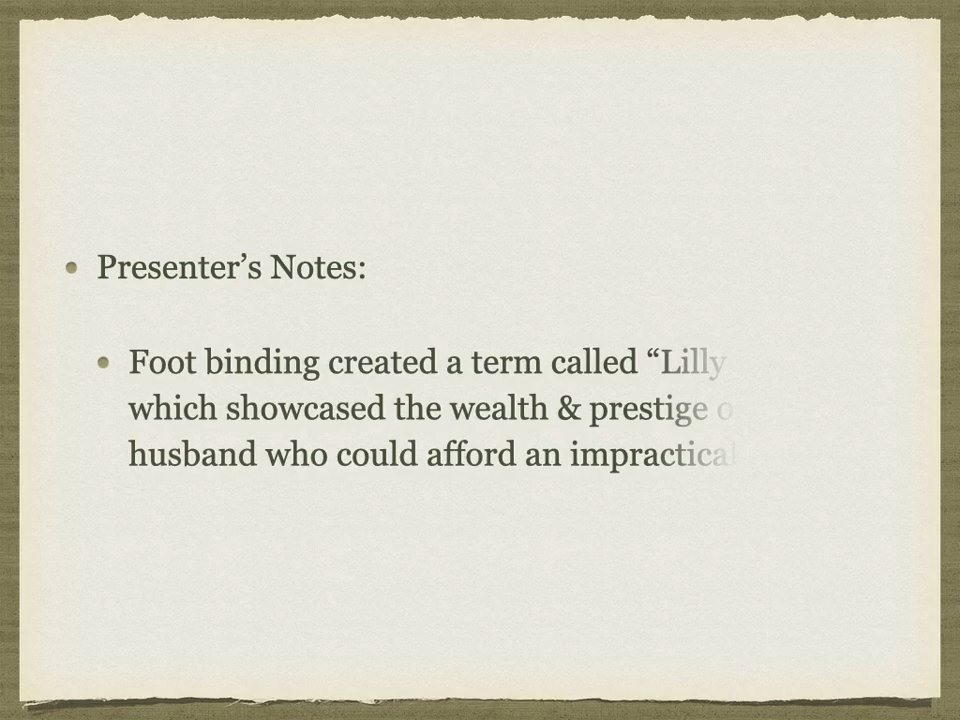 • Presenter’s Notes:
• Foot binding created a term called “Lilly
which showcased the wealth & prestige
husband who could afford an impractical